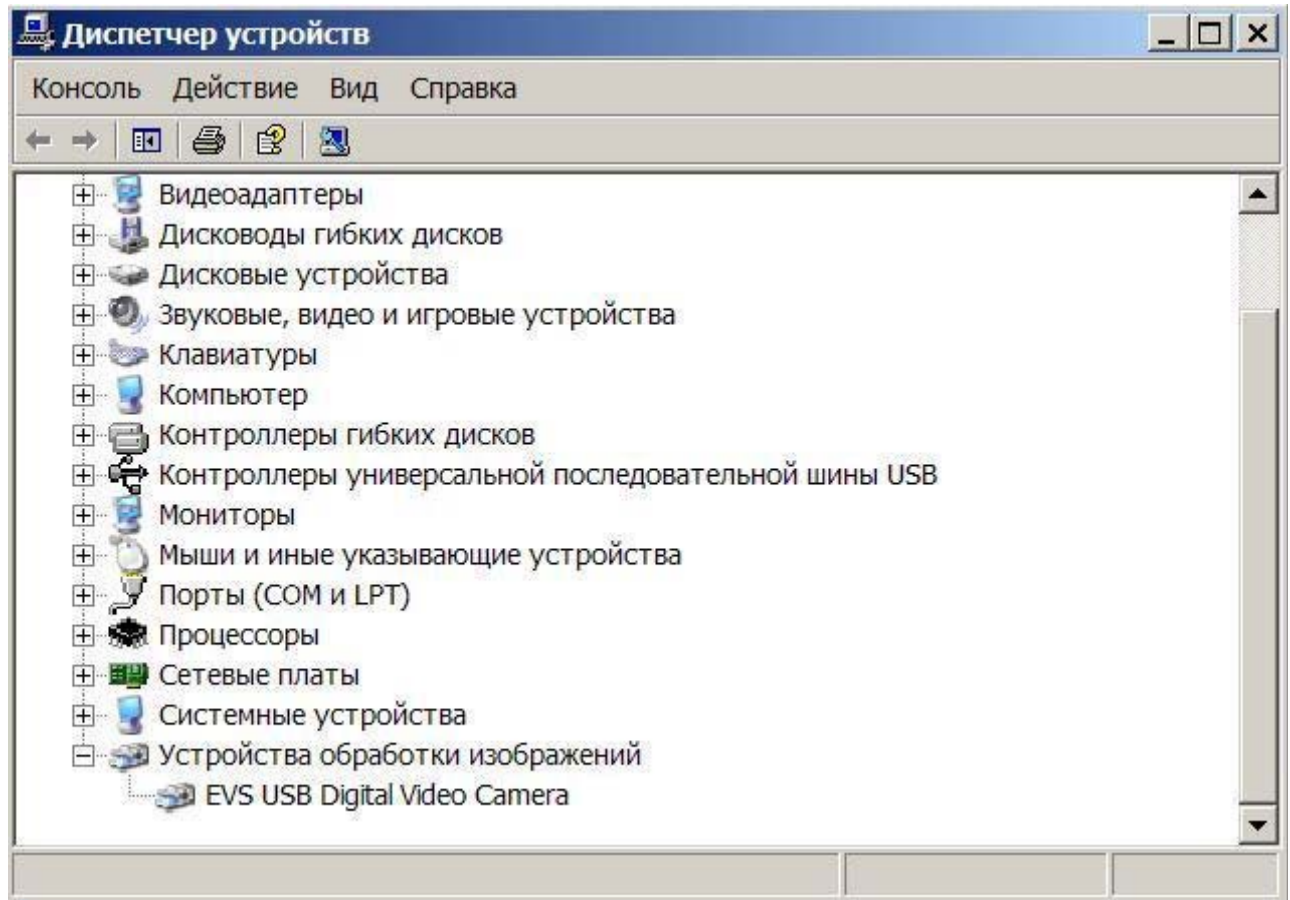 Диспетчер устройств
Консоль Действие Вид Справка
Видеоадаптеры
Дисководы гибких дисков
Дисковые устройства
Звуковые, видео и игровые устройства
Клавиатуры
Компьютер
Контроллеры гибких дисков
Контроллеры универсальной последовательной шины USB
Мониторы
Мыши и иные указывающие устройства
Порты (COM и LPT)
Процессоры
Сетевые платы
Системные устройства
Устройства обработки изображений
EVS USB Digital Video Camera